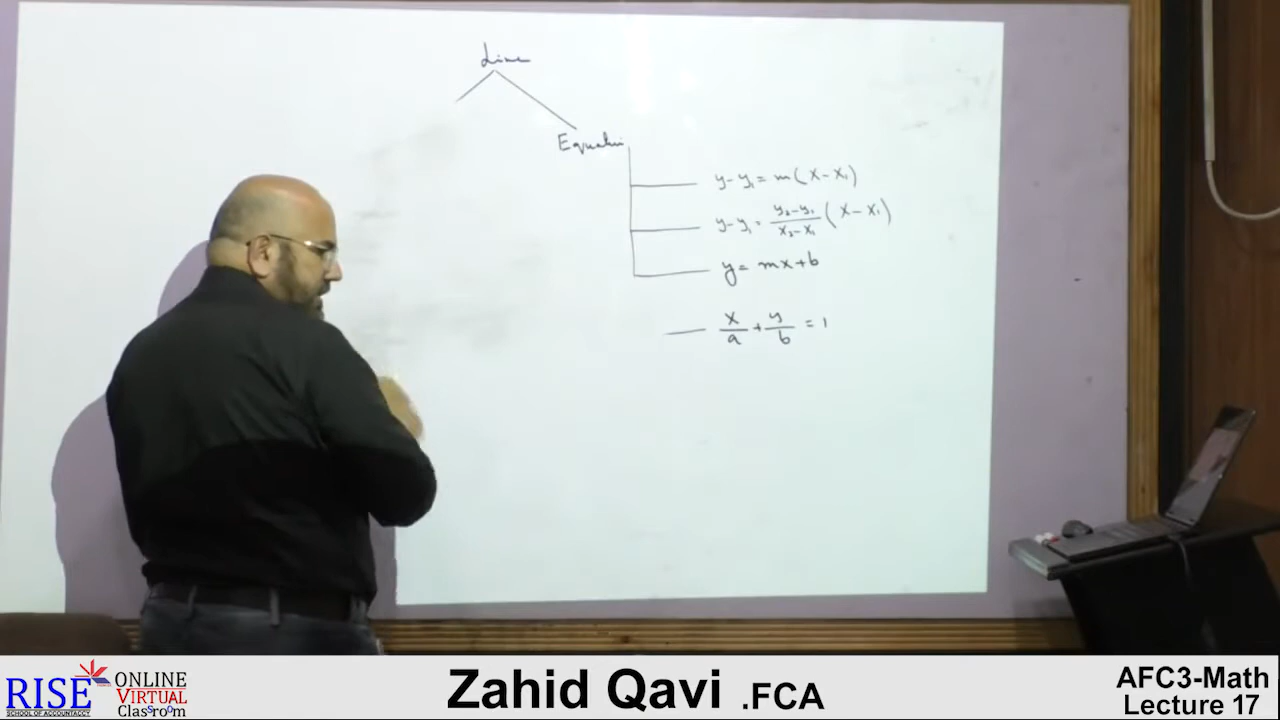 Line
Equation
y-y₁ = m(x-x₁)
y-y₁ = y₂-y₁/x₂-x₁ (x-x₁)
y = mx+b
x/a + y/b = 1
RISE
SCHOOL OF ACCOUNTANCY
ONLINE
VIRTUAL
Classroom
Zahid Qavi .FCA
AFC3-Math
Lecture 17